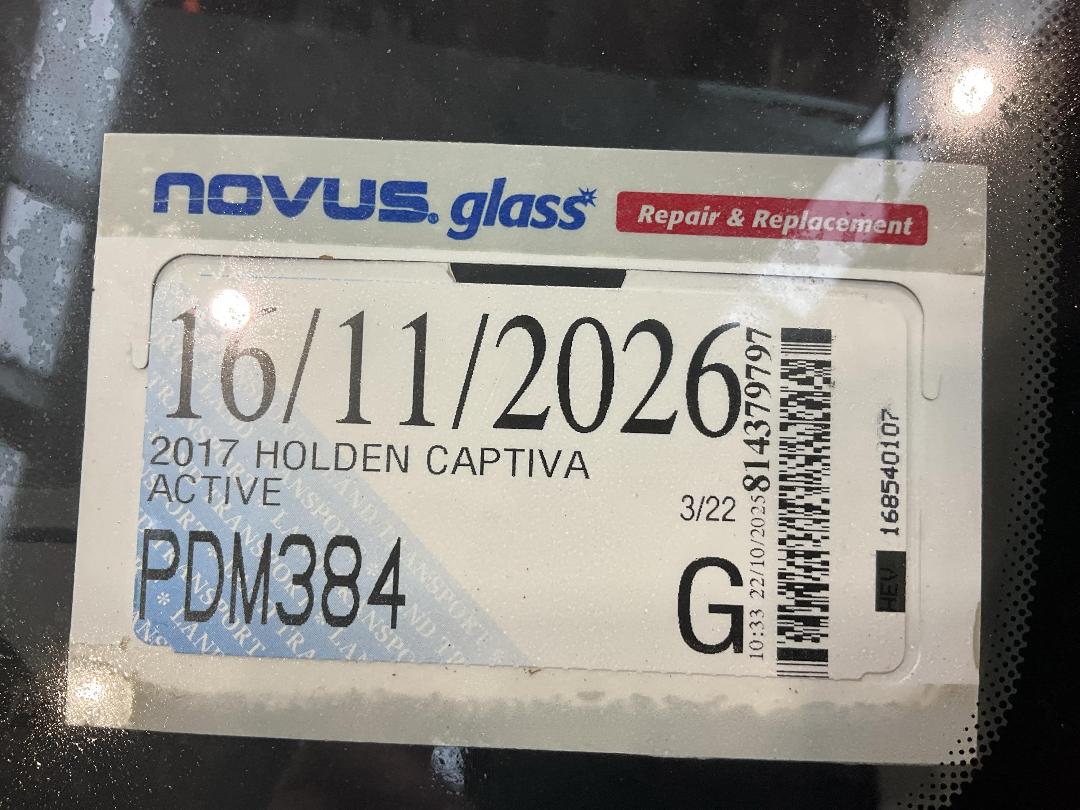 novus. glass*
Repair & Replacement
16/11/2026
2017 HOLDEN CAPTIVA
ACTIVE
3/22
PDM384
G
10:33 22/10/2025 814379797
168540107
REV